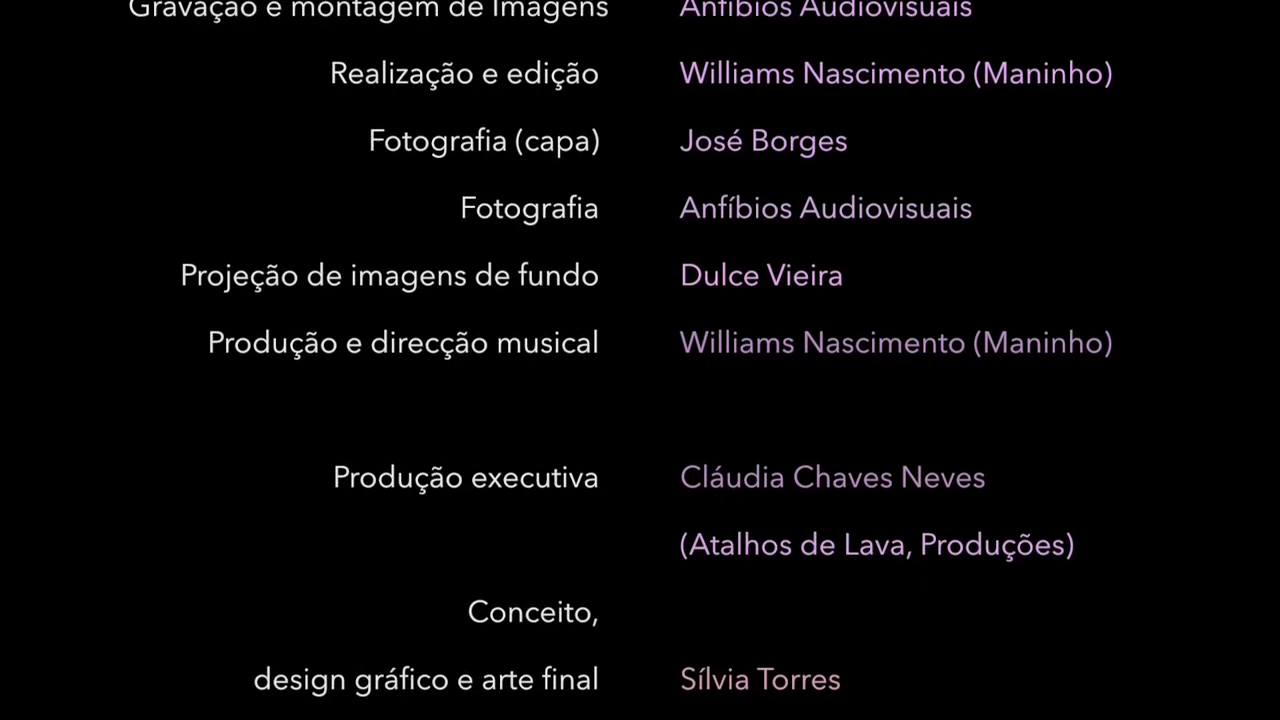 Gravação e montagem de Imagens Anfíbios Audiovisuais
Realização e edição Williams Nascimento (Maninho)
Fotografia (capa) José Borges
Fotografia Anfíbios Audiovisuais
Projeção de imagens de fundo Dulce Vieira
Produção e direcção musical Williams Nascimento (Maninho)
Produção executiva Cláudia Chaves Neves
(Atalhos de Lava, Produções)
Conceito,
design gráfico e arte final Sílvia Torres